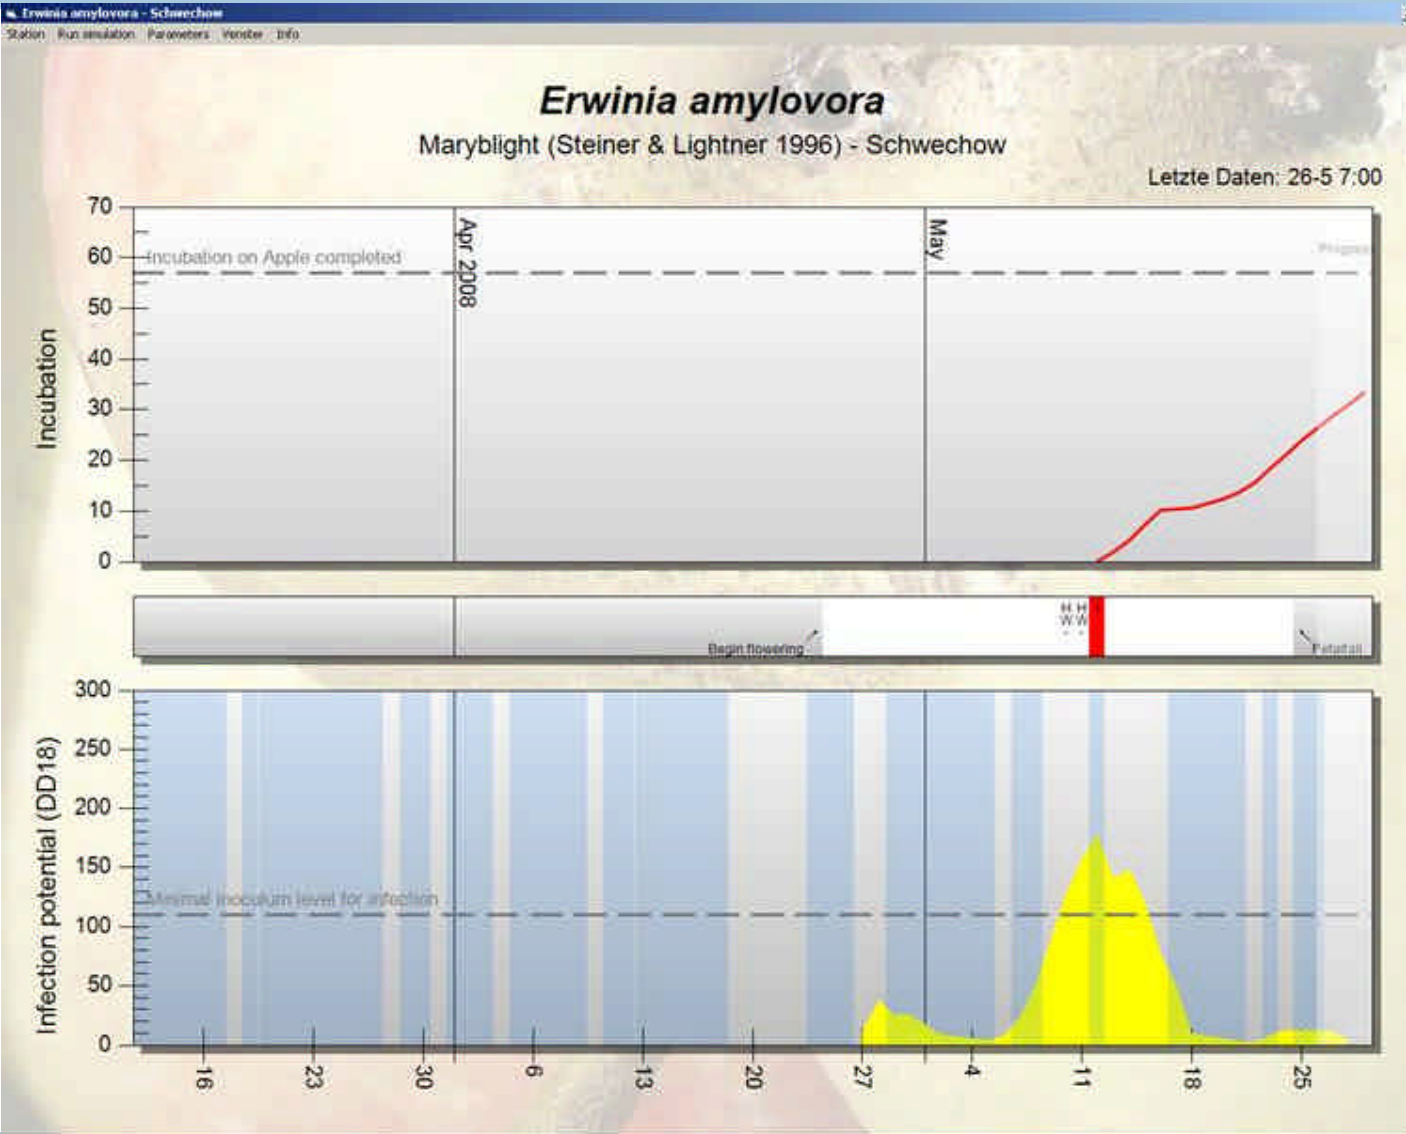 Erwinia amylovora - Schwechow
Station Run simulation Parameters Venster Info
Erwinia amylovora
Maryblight (Steiner & Lightner 1996) - Schwechow
Letzte Daten: 26-5 7:00
Incubation
70
60
50
40
30
20
10
0
Incubation on Apple completed
Apr 2008
May
Begin flowering
H H
W W
Petalfall
Infection potential (DD18)
300
250
200
150
100
50
0
Minimal inoculum level for infection
16 23 30 6 13 20 27 4 11 18 25